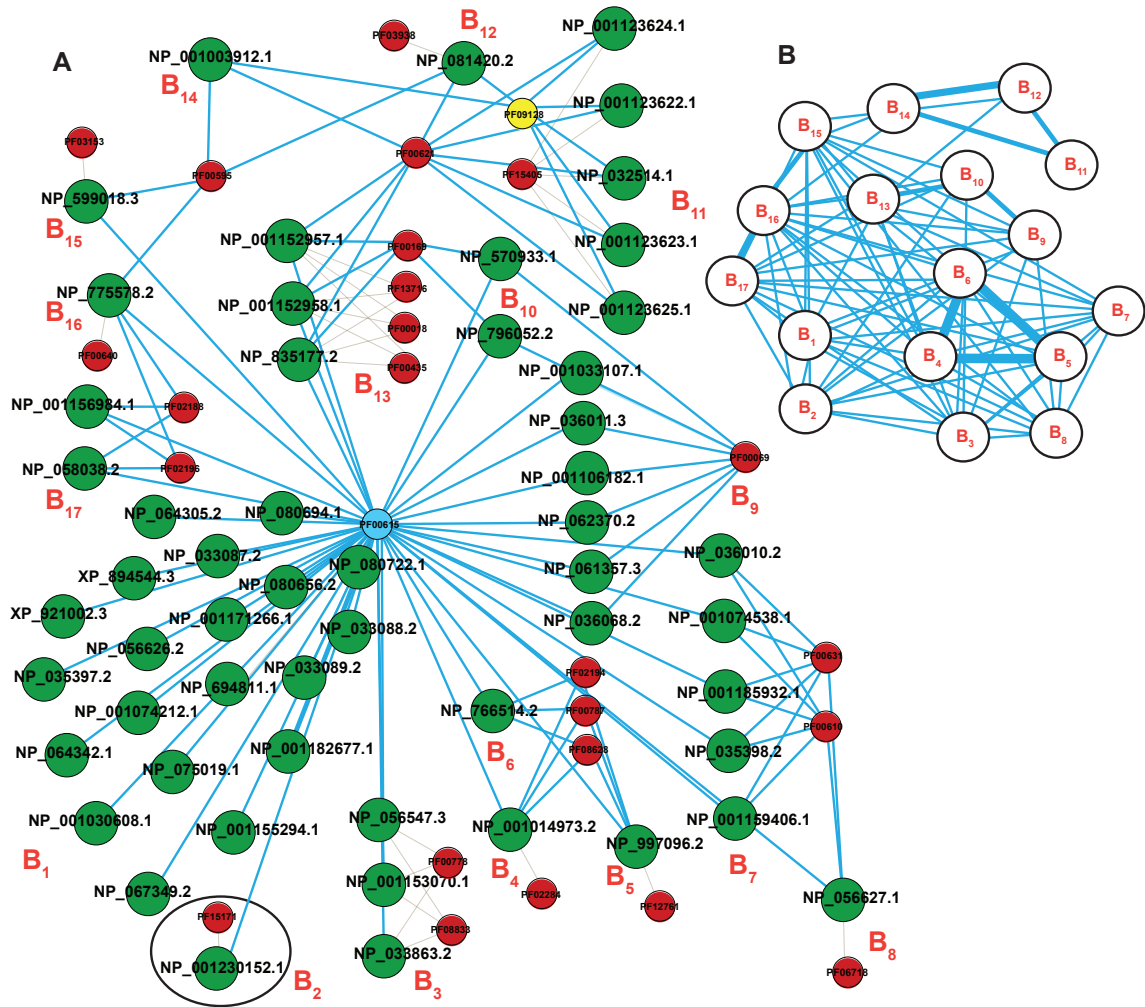 A
B
B12
PF03938
NP_001123624.1
NP_001003912.1
NP_081420.2
B14
NP_001123622.1
PF09128
PF03153
PF00621
PF00595
PF15405
NP_032514.1
NP_599018.3
B11
B15
NP_001152957.1
PF00169
NP_570933.1
NP_001123623.1
NP_775578.2
PF13716
B10
NP_001152958.1
NP_001123625.1
B16
PF00018
NP_796052.2
PF00640
NP_835177.2
PF00435
B13
NP_001033107.1
NP_001156984.1
PF02188
NP_036011.3
NP_058038.2
PF02196
PF00069
NP_001106182.1
B17
B9
NP_064305.2
NP_080694.1
PF00615
NP_062370.2
NP_033087.2
NP_036010.2
XP_894544.3
NP_080722.1
NP_061357.3
NP_080656.2
XP_921002.3
NP_001171266.1
NP_036068.2
NP_001074538.1
NP_056626.2
NP_033088.2
PF00631
NP_035397.2
NP_033089.2
PF02194
NP_694811.1
NP_001185932.1
NP_001074212.1
NP_766514.2
PF00787
PF00610
NP_064342.1
NP_001182677.1
B6
PF08628
NP_035398.2
NP_075019.1
NP_001030608.1
NP_001155294.1
NP_056547.3
NP_001014973.2
NP_001159406.1
NP_997096.2
B1
PF00778
B4
B5
B7
NP_067349.2
NP_001153070.1
PF02284
PF12761
NP_056627.1
PF15171
PF08833
B8
NP_001230152.1
NP_033863.2
PF06718
B2
B3
B12
B14
B15
B11
B10
B13
B16
B9
B6
B17
B7
B1
B4
B5
B2
B3
B8